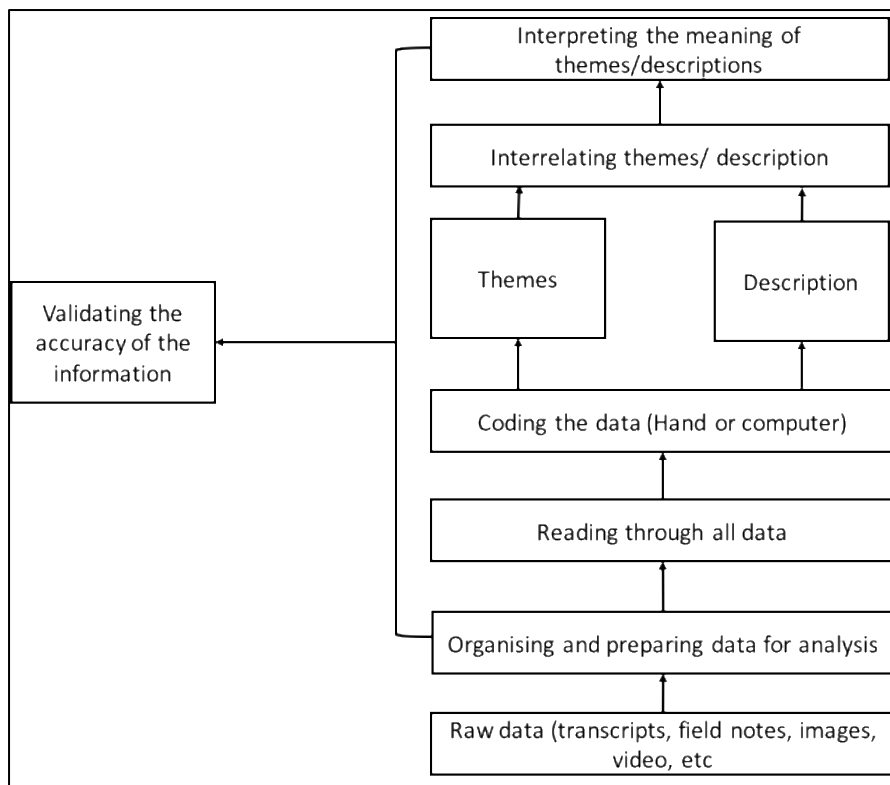 Interpreting the meaning of
themes/descriptions
Interrelating themes/ description
Themes
Description
Validating the
accuracy of the
information
Coding the data (Hand or computer)
Reading through all data
Organising and preparing data for analysis
Raw data (transcripts, field notes, images,
video, etc